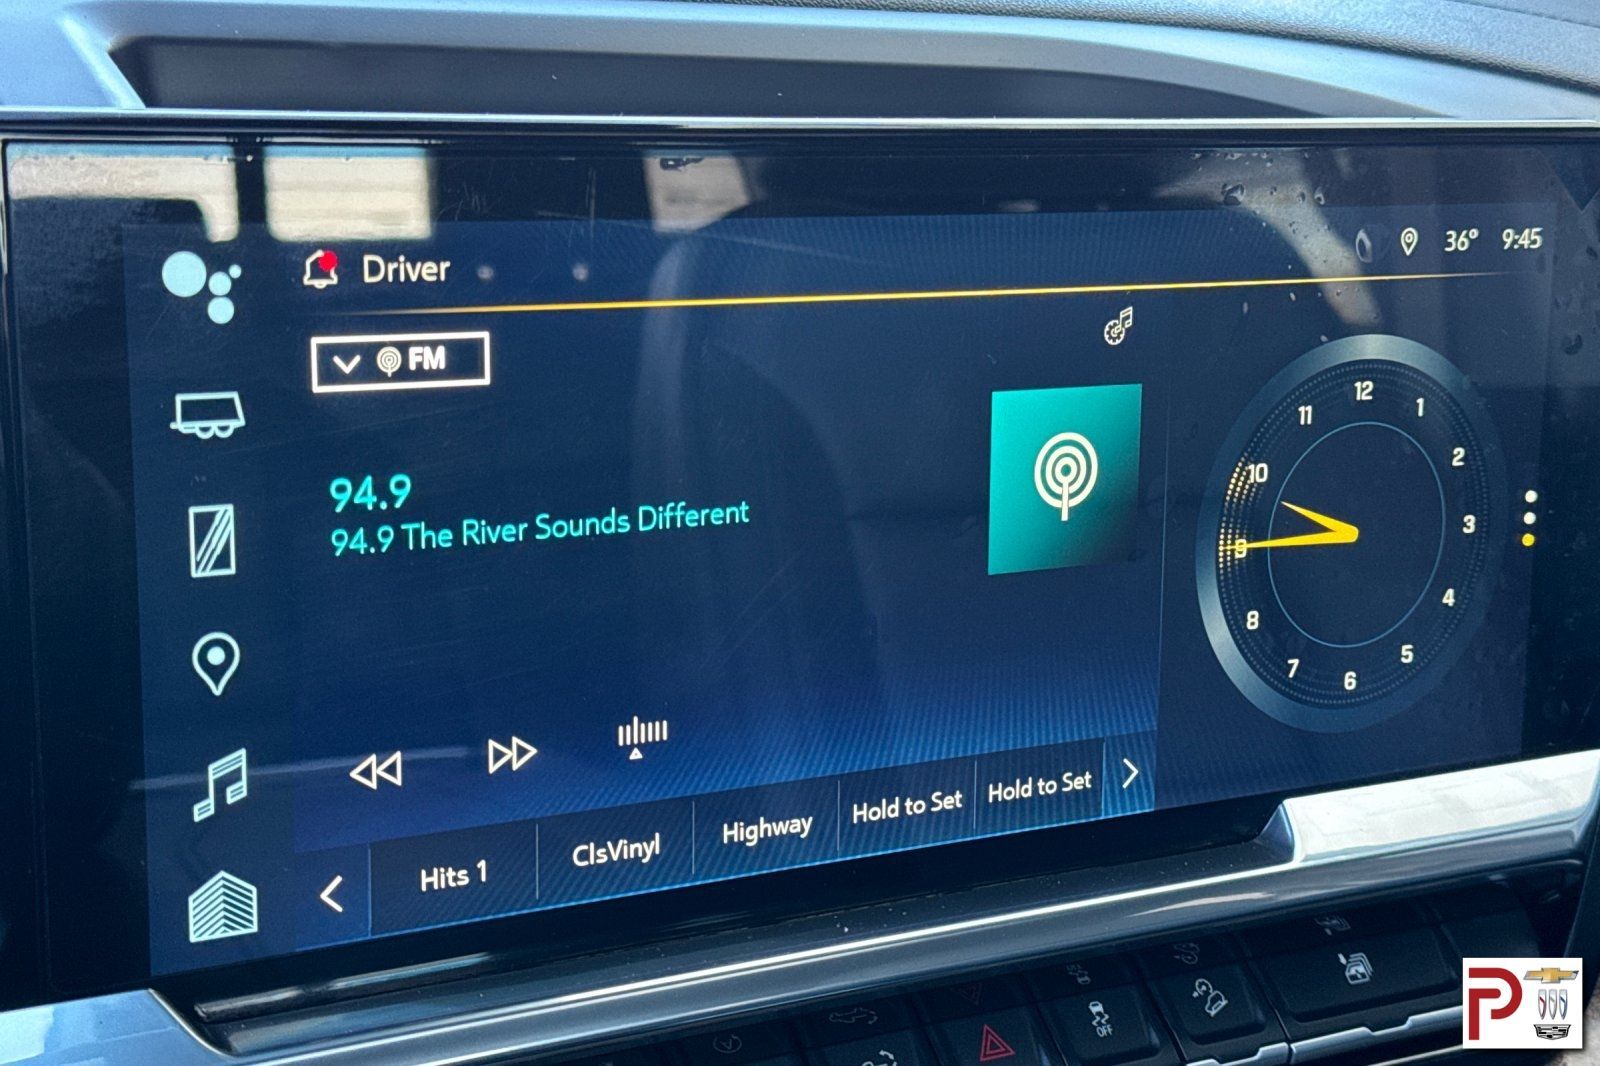 Driver
36° 9:45
FM
94.9
94.9 The River Sounds Different
12
1
2
3
4
5
6
7
8
9
10
11
Hits 1
ClsVinyl
Highway
Hold to Set
Hold to Set
OFF
P